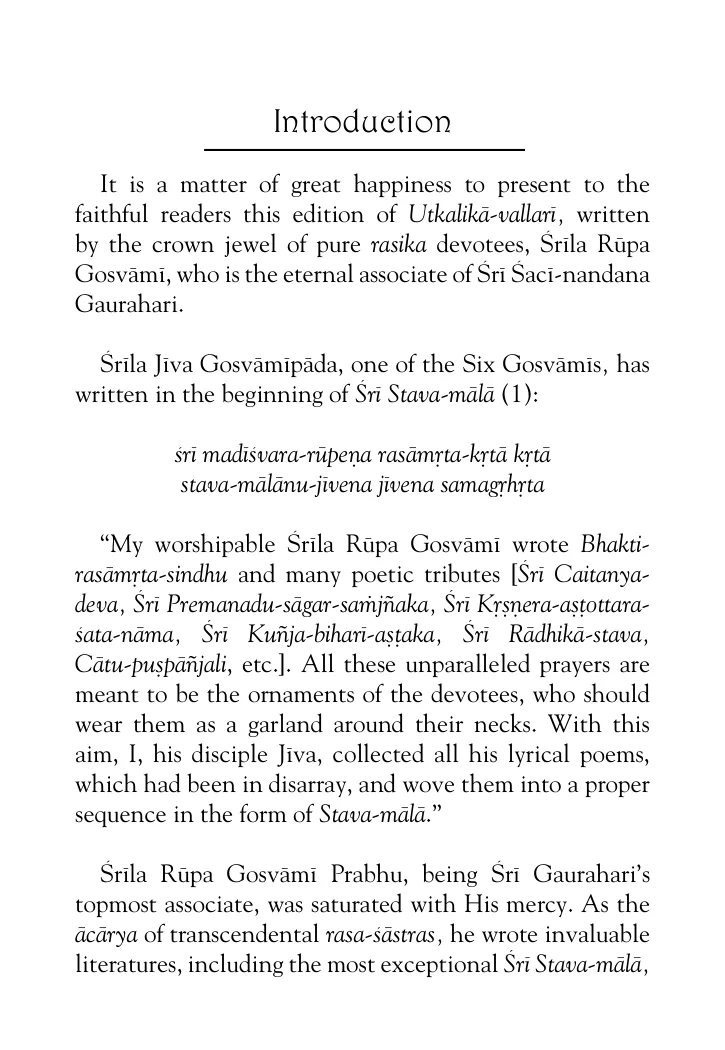 Introduction
It is a matter of great happiness to present to the
faithful readers this edition of Utkalikā-vallarī, written
by the crown jewel of pure rasika devotees, Śrīla Rūpa
Gosvāmī, who is the eternal associate of Śrī Śacī-nandana
Gaurahari.
Śrīla Jīva Gosvāmīpāda, one of the Six Gosvāmīs, has
written in the beginning of Śrī Stava-mālā (1):
śrī madīśvara-rūpeṇa rasāmṛta-kṛtā kṛtā
stava-mālānu-jīvena jīvena samagṛhṛta
“My worshipable Śrīla Rūpa Gosvāmī wrote Bhakti-
rasāmṛta-sindhu and many poetic tributes [Śrī Caitanya-
deva, Śrī Premanadu-sāgar-saṁjñaka, Śrī Kṛṣṇera-aṣṭottara-
śata-nāma, Śrī Kuñja-biharī-aṣṭaka, Śrī Rādhikā-stava,
Cātu-puṣpāñjali, etc.]. All these unparalleled prayers are
meant to be the ornaments of the devotees, who should
wear them as a garland around their necks. With this
aim, I, his disciple Jīva, collected all his lyrical poems,
which had been in disarray, and wove them into a proper
sequence in the form of Stava-mālā.”
Śrīla Rūpa Gosvāmī Prabhu, being Śrī Gaurahari’s
topmost associate, was saturated with His mercy. As the
ācārya of transcendental rasa-śāstras, he wrote invaluable
literatures, including the most exceptional Śrī Stava-mālā,